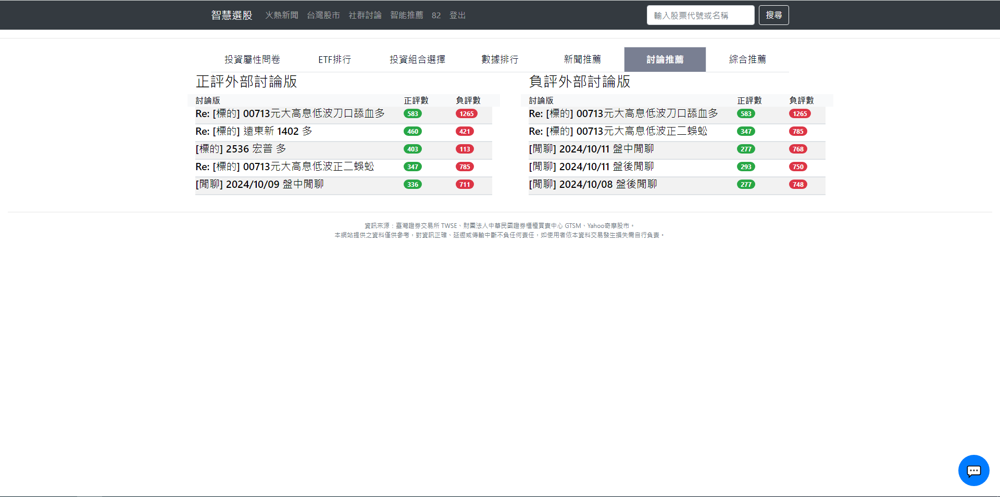 智慧選股 火熱新聞 台灣股市 社群討論 智能推薦 82 登出 輸入股票代號或名稱 搜尋
投資屬性問卷 ETF排行 投資組合選擇 數據排行 新聞推薦 討論推薦 綜合推薦
正評外部討論版
討論版 正評數 負評數
Re: [標的] 00713元大高息低波刀口舔血多 583 1265
Re: [標的] 遠東新 1402 多 460 421
[標的] 2536 宏普 多 403 113
Re: [標的] 00713元大高息低波正二蜈蚣 347 785
[閒聊] 2024/10/09 盤中閒聊 336 711
負評外部討論版
討論版 正評數 負評數
Re: [標的] 00713元大高息低波刀口舔血多 583 1265
Re: [標的] 00713元大高息低波正二蜈蚣 347 785
[閒聊] 2024/10/11 盤中閒聊 277 768
[閒聊] 2024/10/11 盤後閒聊 293 750
[閒聊] 2024/10/08 盤後閒聊 277 748
資訊來源：臺灣證券交易所 TWSE、財團法人中華民國證券櫃檯買賣中心 GTSM、Yahoo奇摩股市。
本網站提供之資料僅供參考，對資訊正確、延遲或傳輸中斷不負任何責任，如使用者依本資料交易發生損失需自行負責。